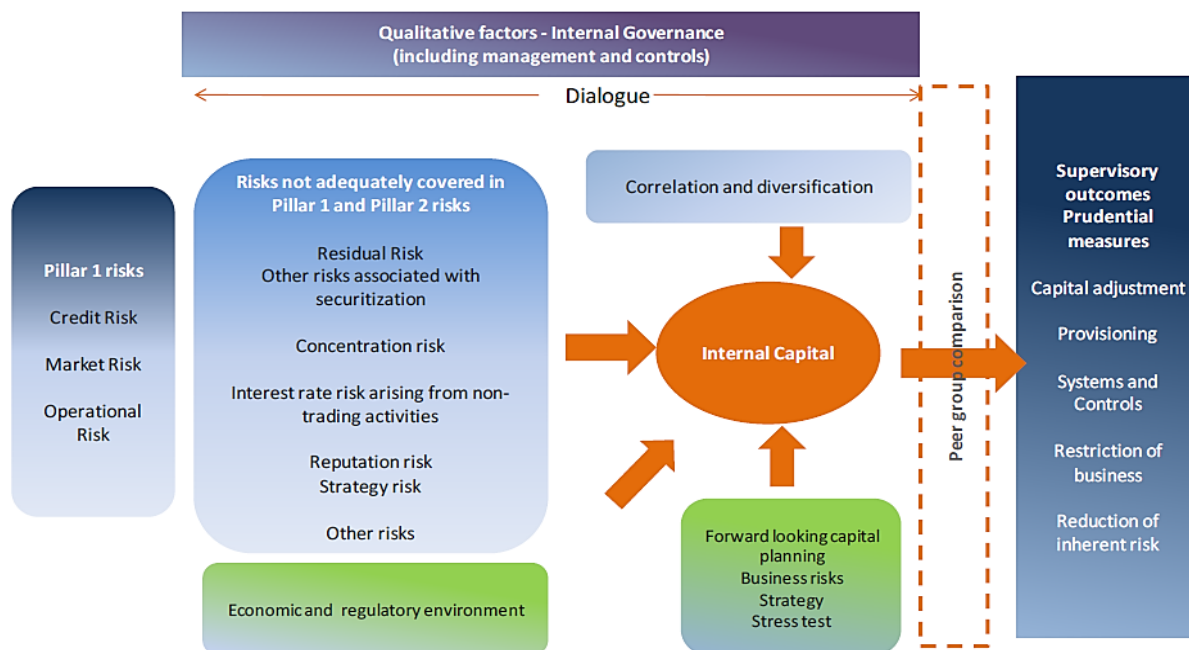 Qualitative factors - Internal Governance
(including management and controls)
Dialogue
Pillar 1 risks
Credit Risk
Market Risk
Operational
Risk
Risks not adequately covered in
Pillar 1 and Pillar 2 risks
Residual Risk
Other risks associated with
securitization
Concentration risk
Interest rate risk arising from non-
trading activities
Reputation risk
Strategy risk
Other risks
Economic and regulatory environment
Correlation and diversification
Internal Capital
Forward looking capital
planning
Business risks
Strategy
Stress test
Peer group comparison
Supervisory
outcomes
Prudential
measures
Capital adjustment
Provisioning
Systems and
Controls
Restriction of
business
Reduction of
inherent risk